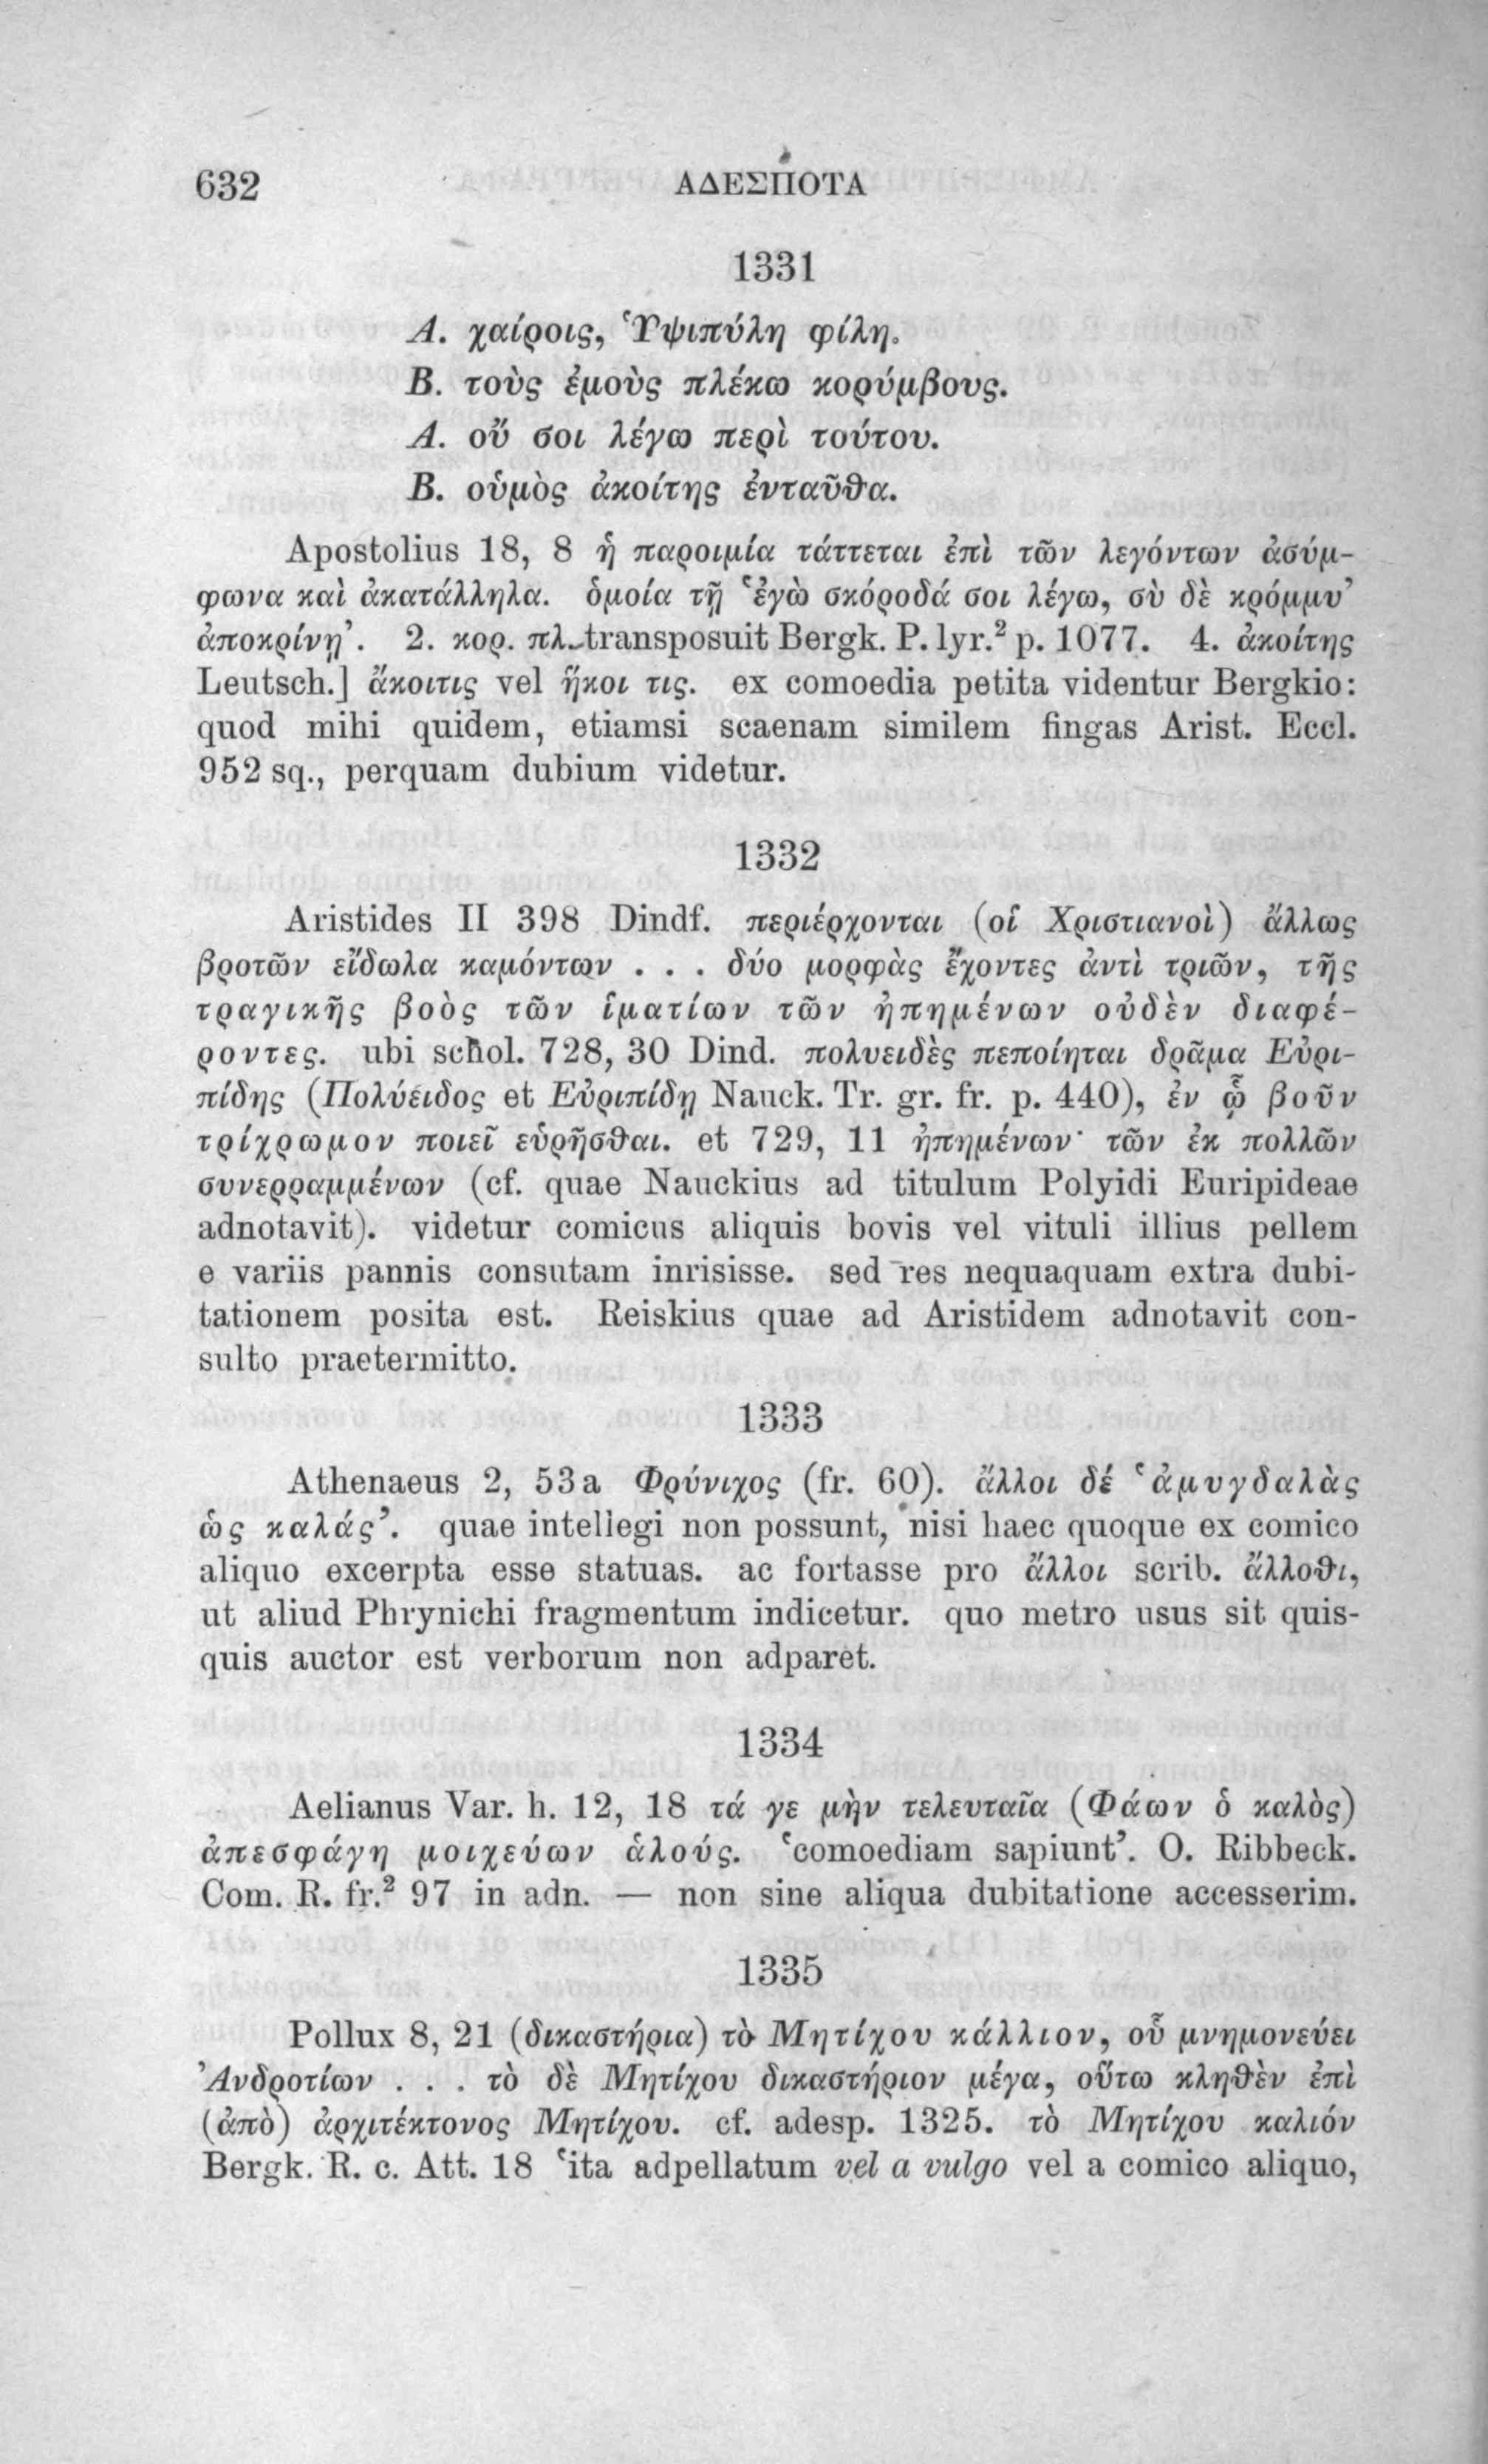 632
ΑΔΕΣΠΟΤΑ
1331
Α. χαίροις, Ὑψιπύλη φίλη.
Β. τοὺς ἐμοὺς πλέκω κορύμβους.
Α. οὔ σοι λέγω περὶ τούτου.
Β. οὑμὸς ἀκοίτης ἐνταῦθα.
Apostolius 18, 8 ἡ παροιμία τάττεται ἐπὶ τῶν λεγόντων ἀσύμ-
φωνα καὶ ἀκατάλληλα. ὁμοία τῇ ‘ἐγὼ σκόροδά σοι λέγω, σὺ δὲ κρόμμυ’
ἀποκρίνῃ’. 2. κορ. πλ. transposuit Bergk. P. lyr.² p. 1077. 4. ἀκοίτης
Leutsch.] ἄκοιτις vel ἥκοι τις. ex comoedia petita videntur Bergkio:
quod mihi quidem, etiamsi scaenam similem fingas Arist. Eccl.
952 sq., perquam dubium videtur.
1332
Aristides II 398 Dindf. περιέρχονται (οἱ Χριστιανοὶ) ἄλλως
βροτῶν εἴδωλα καμόντων . . . δύο μορφὰς ἔχοντες ἀντὶ τριῶν, τῆς
τραγικῆς βοὸς τῶν ἱματίων τῶν ἠπημένων οὐδὲν διαφέ-
ροντες. ubi schol. 728, 30 Dind. πολυειδὲς πεποίηται δρᾶμα Εὐρι-
πίδης (Πολύειδος et Εὐριπίδῃ Nauck. Tr. gr. fr. p. 440), ἐν ᾧ βοῦν
τρίχρωμον ποιεῖ εὑρῆσθαι. et 729, 11 ἠπημένων· τῶν ἐκ πολλῶν
συνερραμμένων (cf. quae Nauckius ad titulum Polyidi Euripideae
adnotavit). videtur comicus aliquis bovis vel vituli illius pellem
e variis pannis consutam inrisisse. sed res nequaquam extra dubi-
tationem posita est. Reiskius quae ad Aristidem adnotavit con-
sulto praetermitto.
1333
Athenaeus 2, 53a Φρύνιχος (fr. 60). ἄλλοι δέ ‘ἀμυγδαλὰς
ὡς καλάς’. quae intellegi non possunt, nisi haec quoque ex comico
aliquo excerpta esse statuas. ac fortasse pro ἄλλοι scrib. ἄλλοθι,
ut aliud Phrynichi fragmentum indicetur. quo metro usus sit quis-
quis auctor est verborum non adparet.
1334
Aelianus Var. h. 12, 18 τά γε μὴν τελευταῖα (Φάων ὁ καλὸς)
ἀπεσφάγη μοιχεύων ἁλούς. ‘comoediam sapiunt’. O. Ribbeck.
Com. R. fr.² 97 in adn. — non sine aliqua dubitatione accesserim.
1335
Pollux 8, 21 (δικαστήρια) τὸ Μητίχου κάλλιον, οὗ μνημονεύει
Ἀνδροτίων . . . τὸ δὲ Μητίχου δικαστήριον μέγα, οὕτω κληθὲν ἐπὶ
(ἀπὸ) ἀρχιτέκτονος Μητίχου. cf. adesp. 1325. τὸ Μητίχου καλιόν
Bergk. R. c. Att. 18 ‘ita adpellatum vel a vulgo vel a comico aliquo,